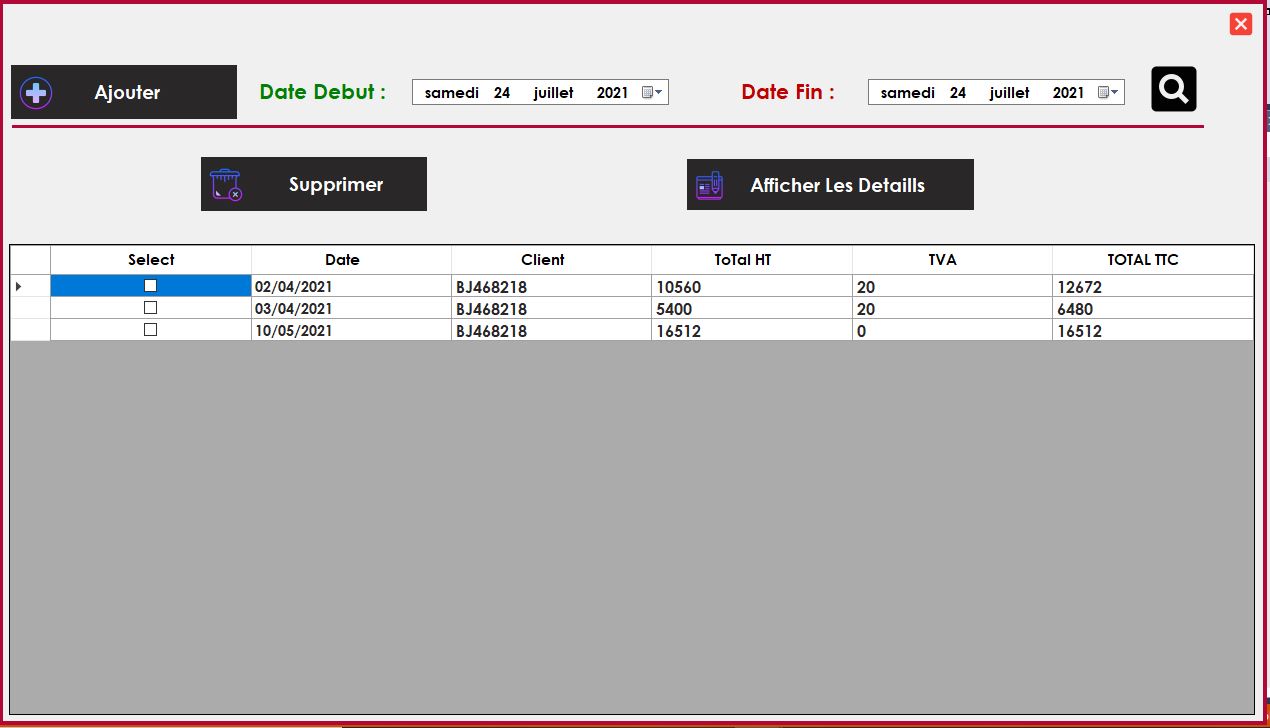 Ajouter Date Debut : samedi 24 juillet 2021 Date Fin : samedi 24 juillet 2021
Supprimer Afficher Les Detaills
Select Date Client ToTal HT TVA TOTAL TTC
02/04/2021 BJ468218 10560 20 12672
03/04/2021 BJ468218 5400 20 6480
10/05/2021 BJ468218 16512 0 16512